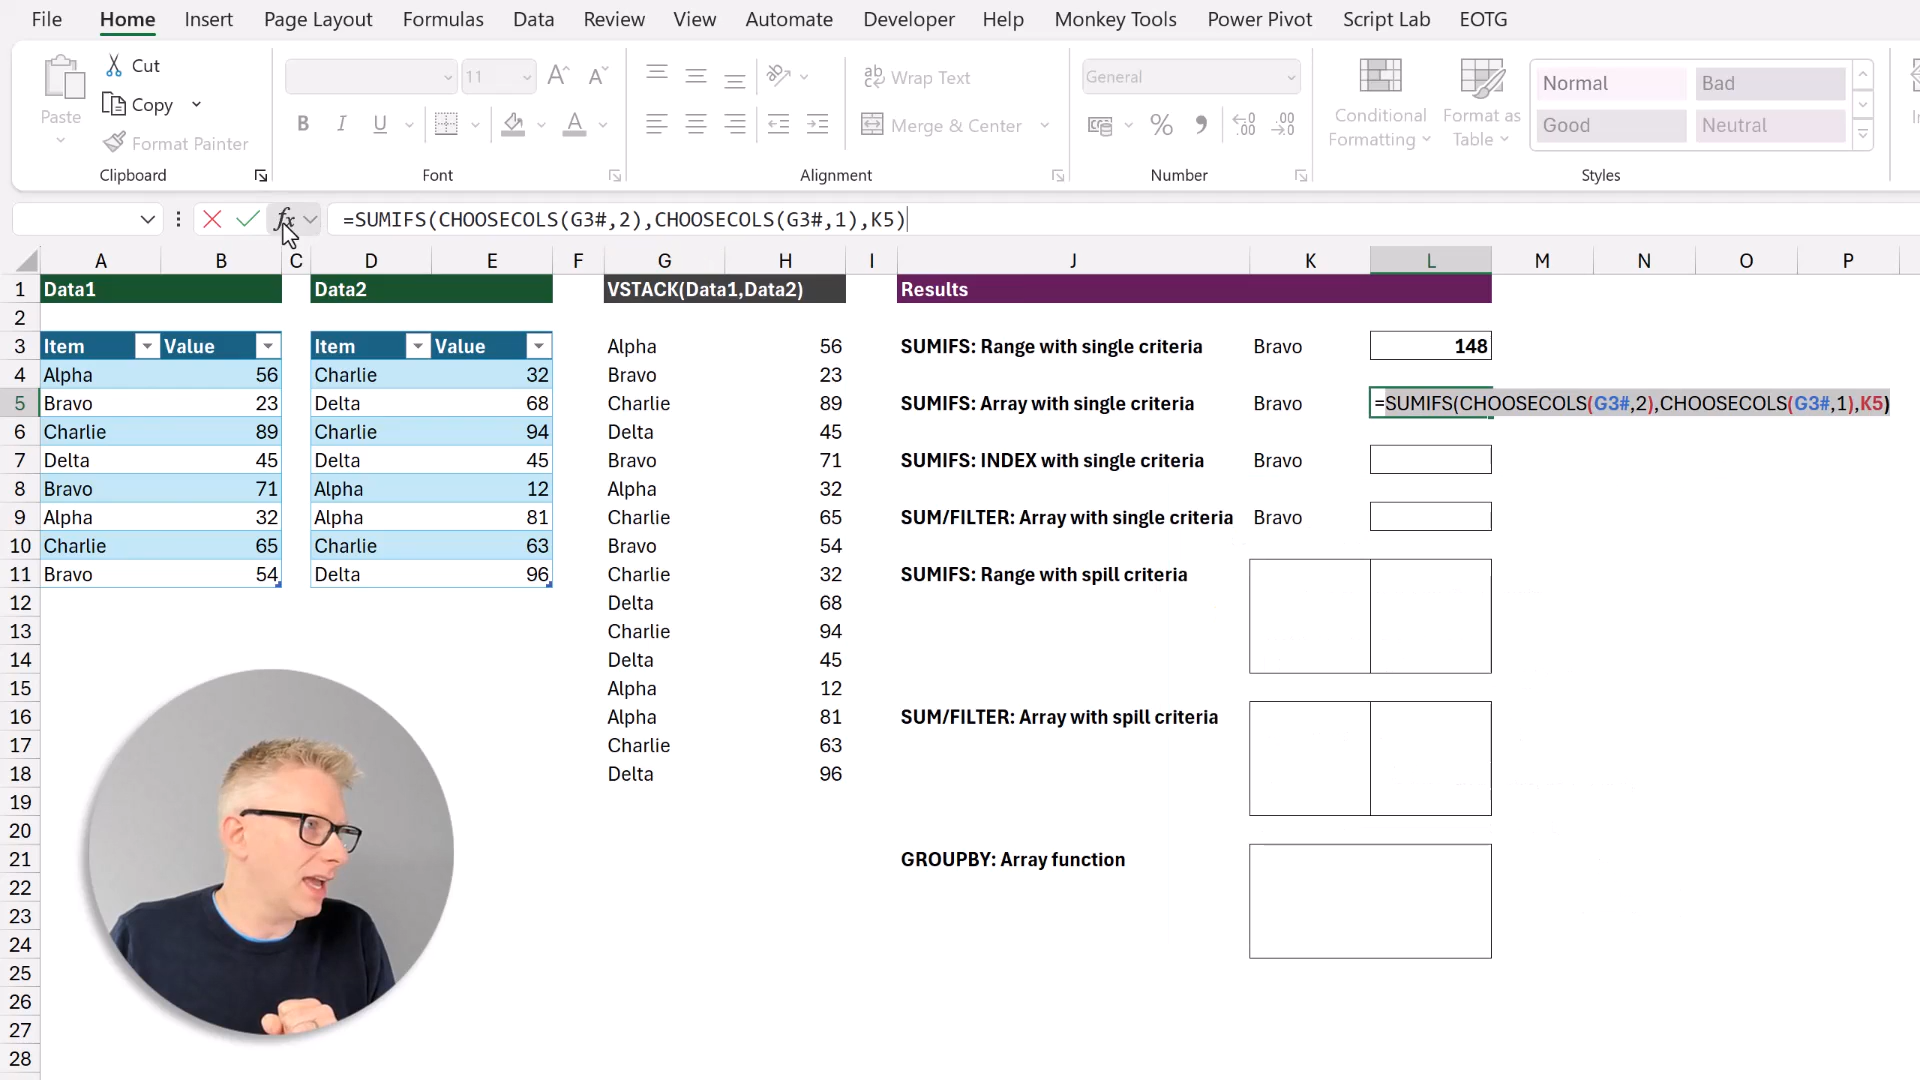 File Home Insert Page Layout Formulas Data Review View Automate Developer Help Monkey Tools Power Pivot Script Lab EOTG
Paste
Cut
Copy
Format Painter
Clipboard
11
B I U
Font
Wrap Text
Merge & Center
Alignment
General
Number
Conditional Formatting
Format as Table
Normal Bad
Good Neutral
Styles
fx =SUMIFS(CHOOSECOLS(G3#,2),CHOOSECOLS(G3#,1),K5)
A B C D E F G H I J K L M N O P
1 Data1 Data2 VSTACK(Data1,Data2) Results
2
3 Item Value Item Value Alpha 56 SUMIFS: Range with single criteria Bravo 148
4 Alpha 56 Charlie 32 Bravo 23
5 Bravo 23 Delta 68 Charlie 89 SUMIFS: Array with single criteria Bravo =SUMIFS(CHOOSECOLS(G3#,2),CHOOSECOLS(G3#,1),K5)
6 Charlie 89 Charlie 94 Delta 45
7 Delta 45 Delta 45 Bravo 71 SUMIFS: INDEX with single criteria Bravo
8 Bravo 71 Alpha 12 Alpha 32
9 Alpha 32 Alpha 81 Charlie 65 SUM/FILTER: Array with single criteria Bravo
10 Charlie 65 Charlie 63 Bravo 54
11 Bravo 54 Delta 96 Charlie 32 SUMIFS: Range with spill criteria
12 Delta 68
13 Charlie 94
14 Delta 45
15 Alpha 12
16 Alpha 81 SUM/FILTER: Array with spill criteria
17 Charlie 63
18 Delta 96
19
20
21 GROUPBY: Array function
22
23
24
25
26
27
28